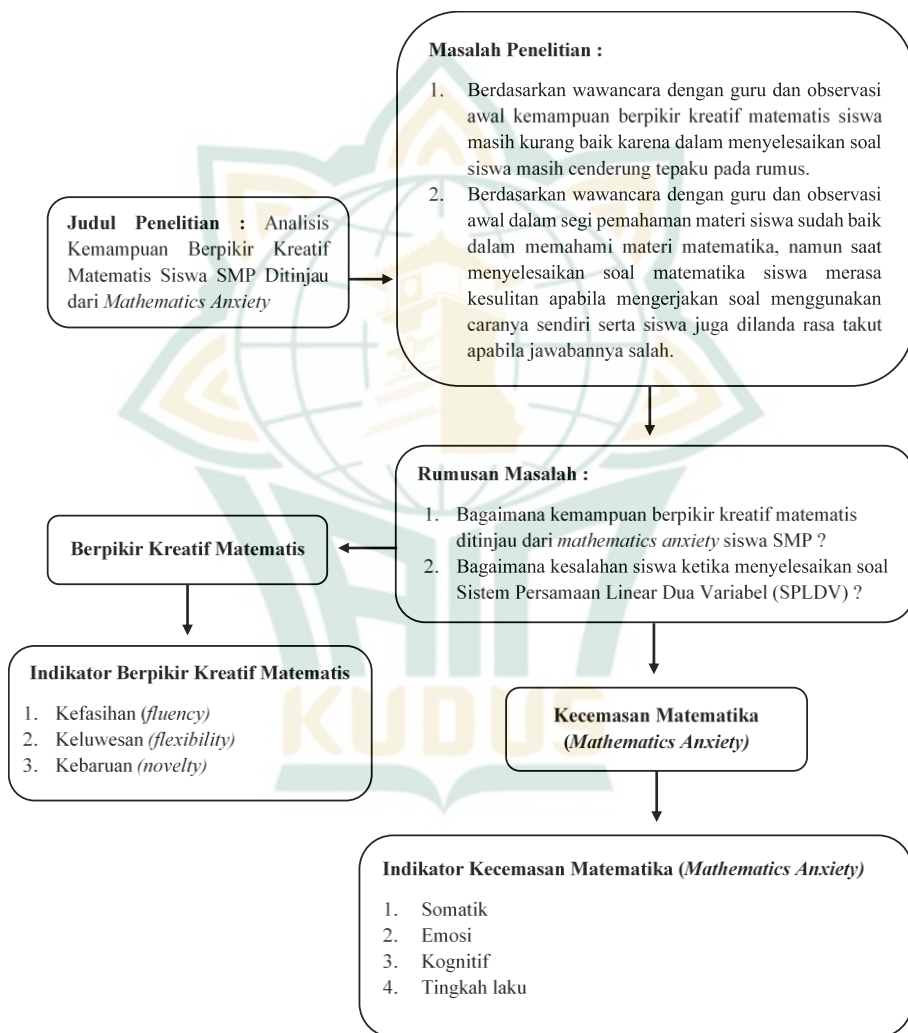 Masalah Penelitian :
1. Berdasarkan wawancara dengan guru dan observasi
awal kemampuan berpikir kreatif matematis siswa
masih kurang baik karena dalam menyelesaikan soal
siswa masih cenderung tepaku pada rumus.
2. Berdasarkan wawancara dengan guru dan observasi
awal dalam segi pemahaman materi siswa sudah baik
dalam memahami materi matematika, namun saat
menyelesaikan soal matematika siswa merasa
kesulitan apabila mengerjakan soal menggunakan
caranya sendiri serta siswa juga dilanda rasa takut
apabila jawabannya salah.
Judul Penelitian : Analisis
Kemampuan Berpikir Kreatif
Matematis Siswa SMP Ditinjau
dari Mathematics Anxiety
Rumusan Masalah :
1. Bagaimana kemampuan berpikir kreatif matematis
ditinjau dari mathematics anxiety siswa SMP ?
2. Bagaimana kesalahan siswa ketika menyelesaikan soal
Sistem Persamaan Linear Dua Variabel (SPLDV) ?
Berpikir Kreatif Matematis
Indikator Berpikir Kreatif Matematis
1. Kefasihan (fluency)
2. Keluwesan (flexibility)
3. Kebaruan (novelty)
Kecemasan Matematika
(Mathematics Anxiety)
Indikator Kecemasan Matematika (Mathematics Anxiety)
1. Somatik
2. Emosi
3. Kognitif
4. Tingkah laku
IAIN
KUDUS